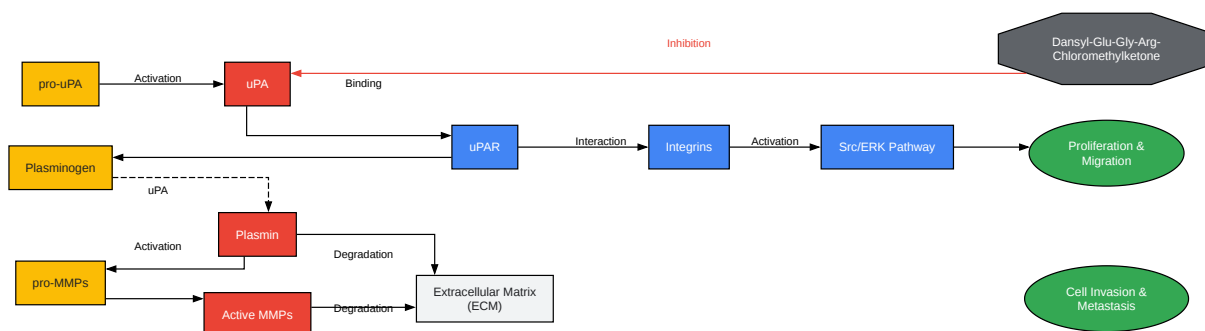 Inhibition
Dansyl-Glu-Gly-Arg-
Chloromethylketone
pro-uPA
Activation
uPA
Binding
uPAR
Interaction
Integrins
Activation
Src/ERK Pathway
Proliferation &
Migration
Plasminogen
uPA
Plasmin
Activation
Degradation
pro-MMPs
Active MMPs
Degradation
Extracellular Matrix
(ECM)
Cell Invasion &
Metastasis